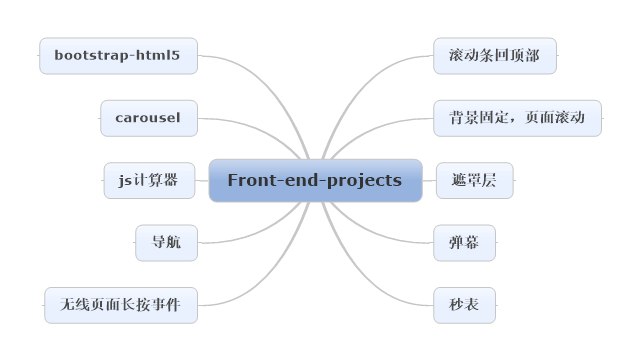 bootstrap-html5
carousel
js计算器
导航
无线页面长按事件
Front-end-projects
滚动条回顶部
背景固定，页面滚动
遮罩层
弹幕
秒表